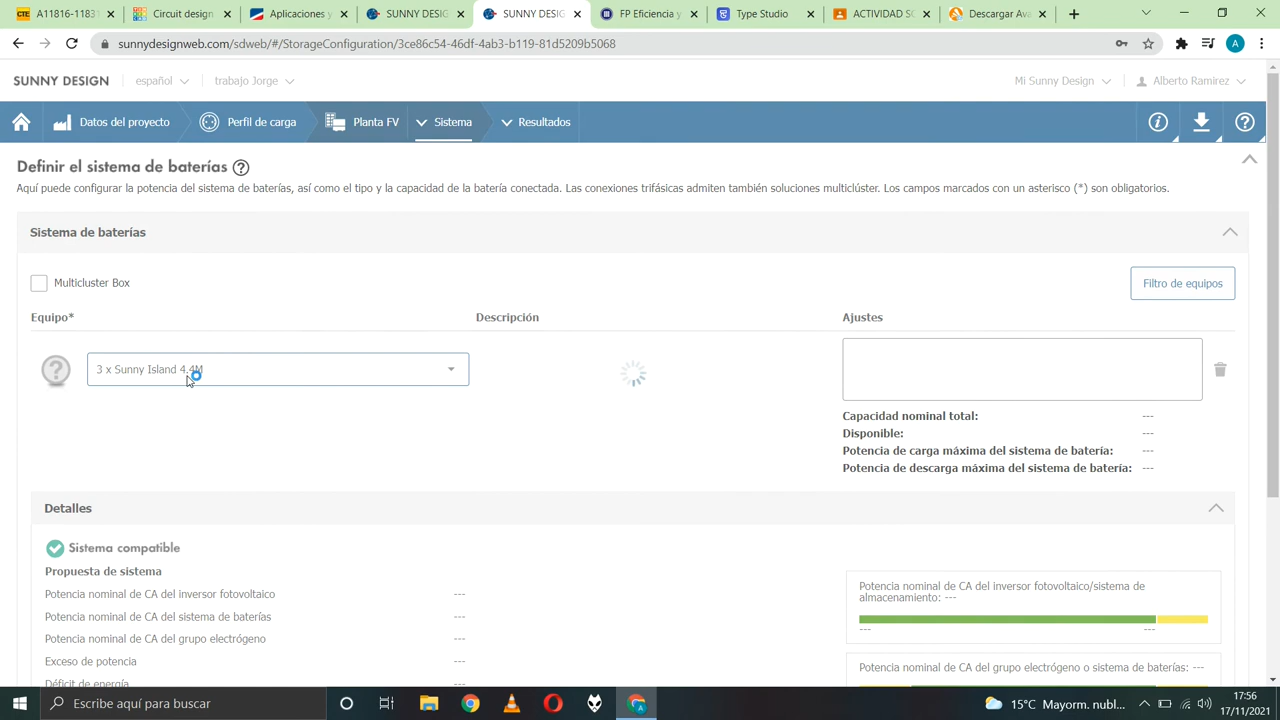 A11816-11831
Circuit design
Aplicaciones y
SUNNY DESIG
SUNNY DESIG
FP Eficiencia y
Type Studio
ACTIVIDAD SO
Descargar Avo
sunnydesignweb.com/sdweb/#/StorageConfiguration/3ce86c54-46df-4ab3-b119-81d5209b5068
SUNNY DESIGN
español
trabajo Jorge
Mi Sunny Design
Alberto Ramirez
Datos del proyecto
Perfil de carga
Planta FV
Sistema
Resultados
Definir el sistema de baterías
Aquí puede configurar la potencia del sistema de baterías, así como el tipo y la capacidad de la batería conectada. Las conexiones trifásicas admiten también soluciones multiclúster. Los campos marcados con un asterisco (*) son obligatorios.
Sistema de baterías
Multicluster Box
Filtro de equipos
Equipo*
Descripción
Ajustes
3 x Sunny Island 4.4M
Capacidad nominal total: ---
Disponible: ---
Potencia de carga máxima del sistema de batería: ---
Potencia de descarga máxima del sistema de batería: ---
Detalles
Sistema compatible
Propuesta de sistema
Potencia nominal de CA del inversor fotovoltaico ---
Potencia nominal de CA del sistema de baterías ---
Potencia nominal de CA del grupo electrógeno ---
Exceso de potencia ---
Déficit de energía ---
Potencia nominal de CA del inversor fotovoltaico/sistema de
almacenamiento: ---
--- ---
Potencia nominal de CA del grupo electrógeno o sistema de baterías: ---
Escribe aquí para buscar
15°C Mayorm. nubl...
17:56
17/11/2021